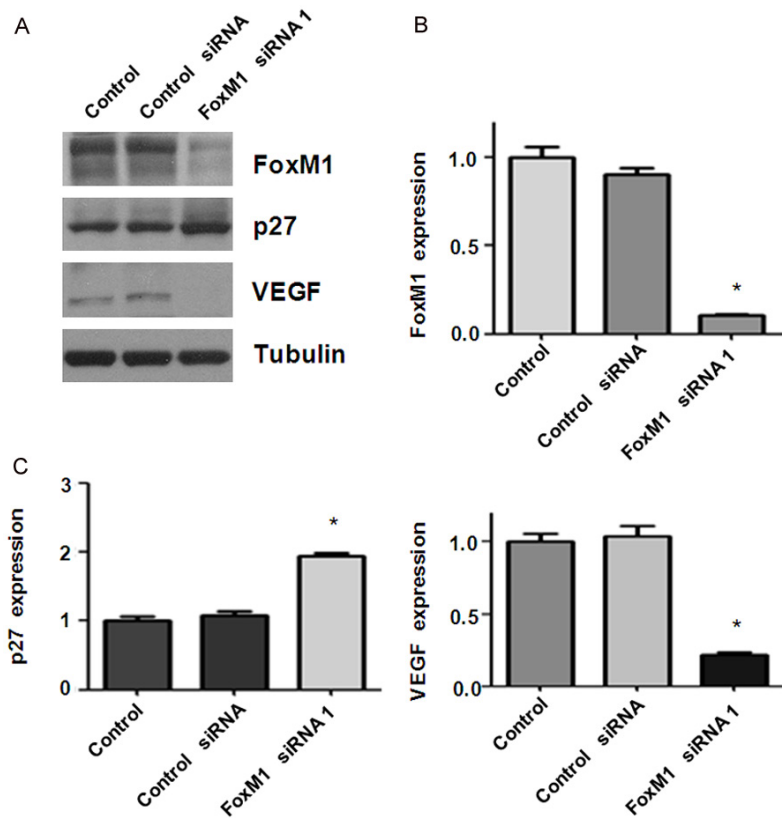 A
Control
Control siRNA
FoxM1 siRNA 1
FoxM1
p27
VEGF
Tubulin
B
FoxM1 expression
1.0
0.5
0.0
*
Control
Control siRNA
FoxM1 siRNA 1
C
p27 expression
3
2
1
0
*
Control
Control siRNA
FoxM1 siRNA 1
VEGF expression
1.0
0.5
0.0
*
Control
Control siRNA
FoxM1 siRNA 1